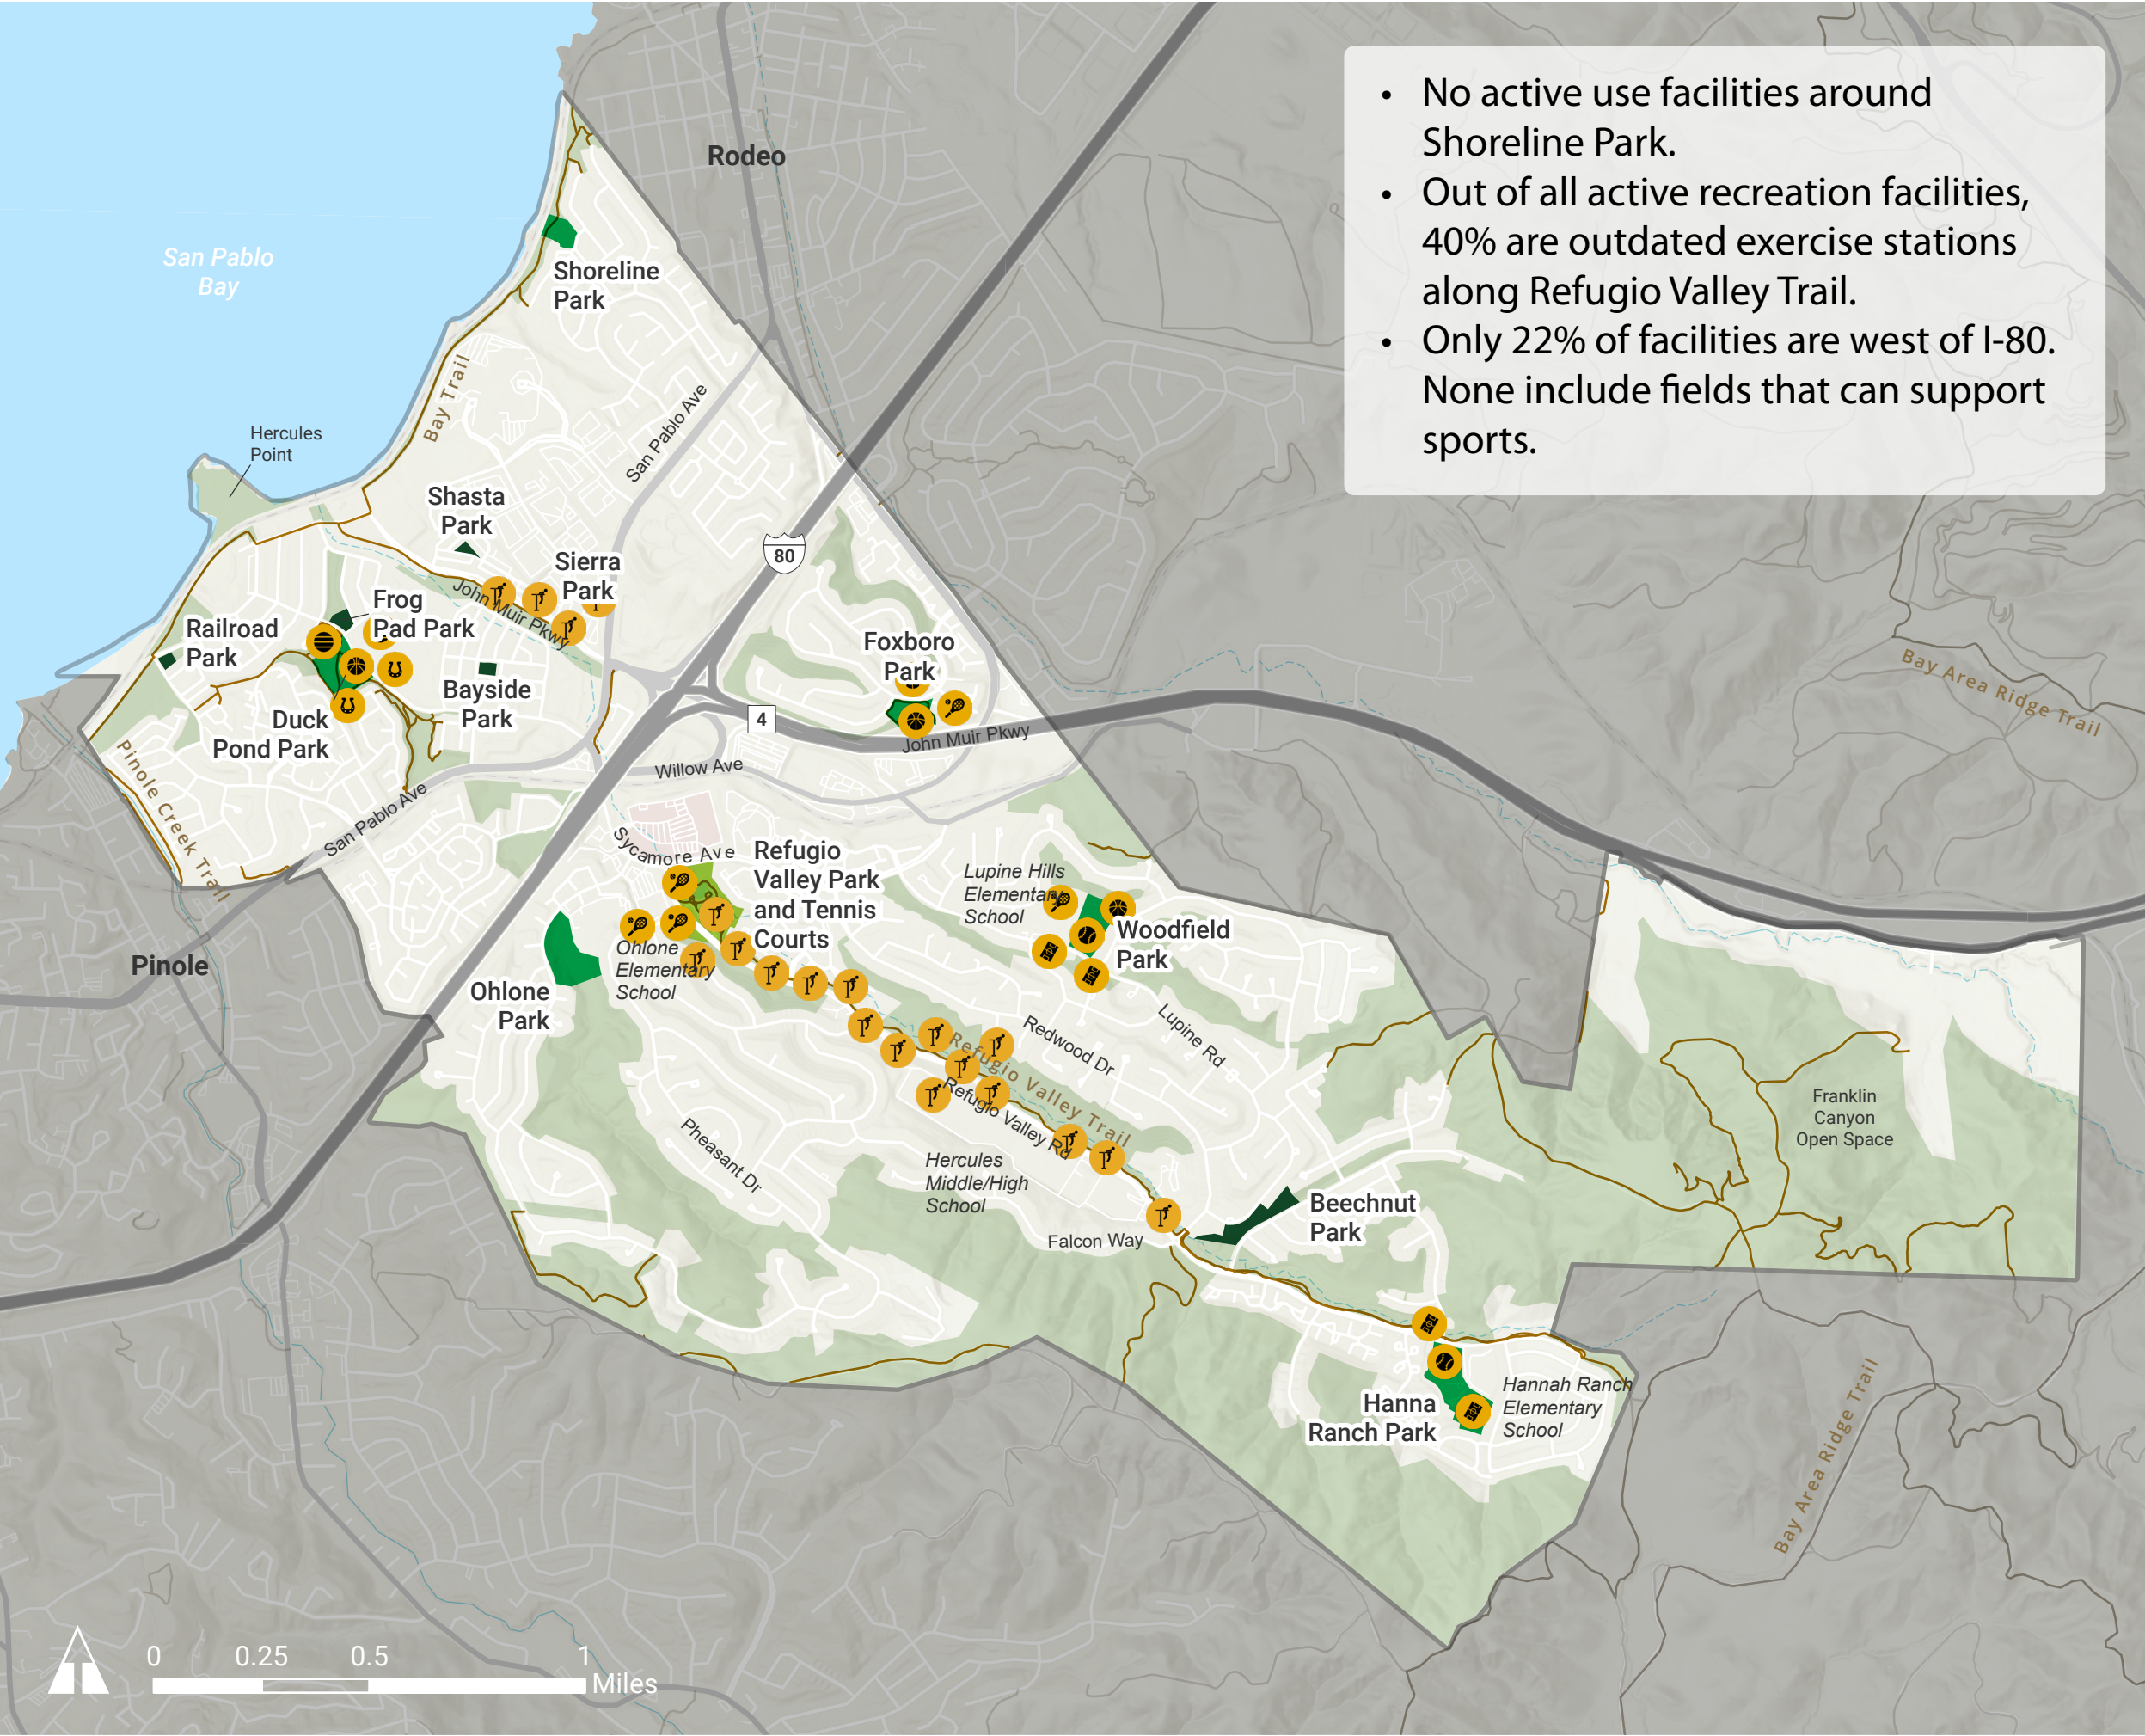 • No active use facilities around
Shoreline Park.
• Out of all active recreation facilities,
40% are outdated exercise stations
along Refugio Valley Trail.
• Only 22% of facilities are west of I-80.
None include fields that can support
sports.
Rodeo
San Pablo
Bay
Shoreline
Park
Bay Trail
San Pablo Ave
Hercules
Point
Shasta
Park
Sierra
Park
80
John Muir Pkwy
Frog
Pad Park
Railroad
Park
Bayside
Park
Duck
Pond Park
Foxboro
Park
4
John Muir Pkwy
Bay Area Ridge Trail
Pinole Creek Trail
San Pablo Ave
Willow Ave
Sycamore Ave
Refugio
Valley Park
and Tennis
Courts
Lupine Hills
Elementary
School
Woodfield
Park
Ohlone
Elementary
School
Pinole
Ohlone
Park
Redwood Dr
Lupine Rd
Refugio Valley Trail
Refugio Valley Rd
Franklin
Canyon
Open Space
Pheasant Dr
Hercules
Middle/High
School
Beechnut
Park
Falcon Way
Hanna
Ranch Park
Hannah Ranch
Elementary
School
Bay Area Ridge Trail
0 0.25 0.5 1
Miles